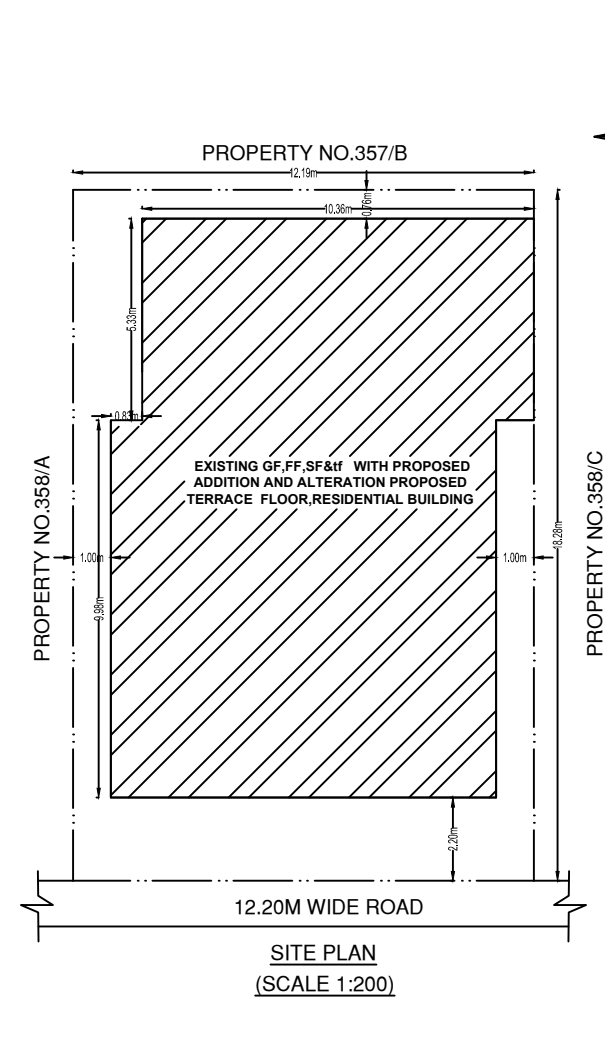 PROPERTY NO.357/B
12.19m
10.36m
0.76m
5.33m
0.83m
EXISTING GF,FF,SF&tf WITH PROPOSED
ADDITION AND ALTERATION PROPOSED
TERRACE FLOOR,RESIDENTIAL BUILDING
PROPERTY NO.358/A
1.00m
1.00m
18.28m
PROPERTY NO.358/C
9.98m
2.20m
12.20M WIDE ROAD
SITE PLAN
(SCALE 1:200)